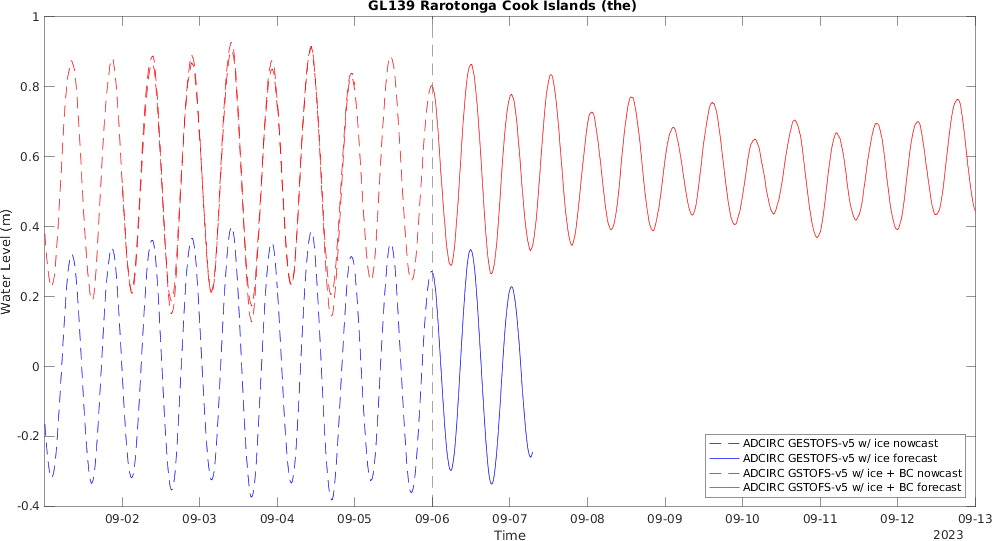 GL139 Rarotonga Cook Islands (the)
1
0.8
0.6
0.4
0.2
0
-0.2
-0.4
Water Level (m)
ADCIRC GESTOFS-v5 w/ ice nowcast
ADCIRC GESTOFS-v5 w/ ice forecast
ADCIRC GSTOFS-v5 w/ ice + BC nowcast
ADCIRC GSTOFS-v5 w/ ice + BC forecast
09-02 09-03 09-04 09-05 09-06 09-07 09-08 09-09 09-10 09-11 09-12 09-13
Time
2023